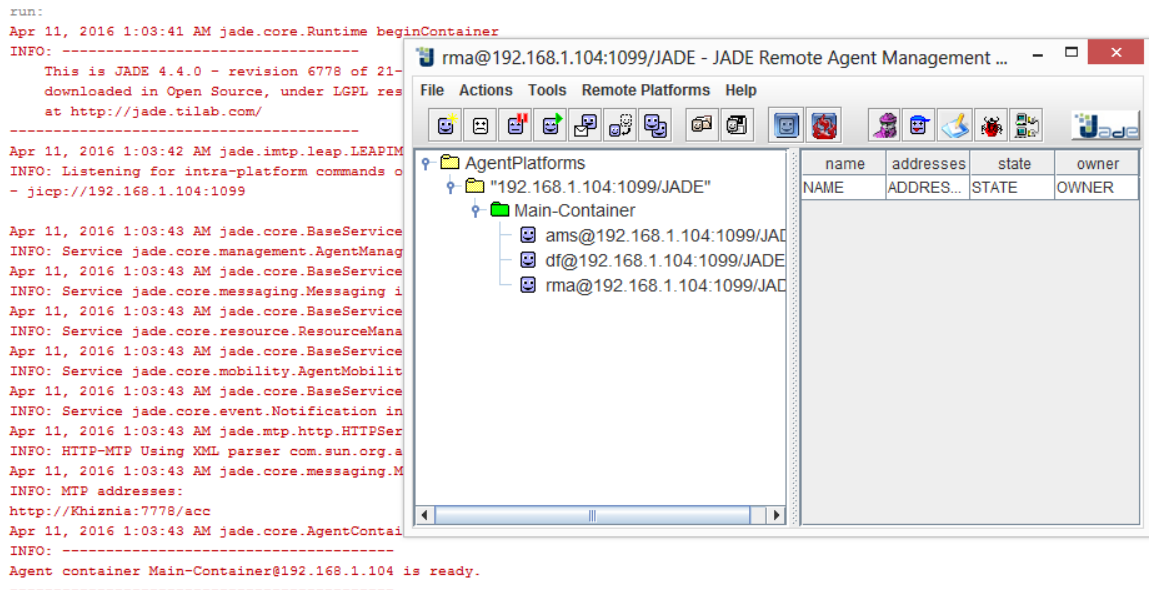 run:
Apr 11, 2016 1:03:41 AM jade.core.Runtime beginContainer
INFO: ----------------------------------
This is JADE 4.4.0 - revision 6778 of 21-
downloaded in Open Source, under LGPL res
at http://jade.tilab.com/
----------------------------------------
Apr 11, 2016 1:03:42 AM jade.imtp.leap.LEAPIM
INFO: Listening for intra-platform commands o
- jicp://192.168.1.104:1099
Apr 11, 2016 1:03:43 AM jade.core.BaseService
INFO: Service jade.core.management.AgentManag
Apr 11, 2016 1:03:43 AM jade.core.BaseService
INFO: Service jade.core.messaging.Messaging i
Apr 11, 2016 1:03:43 AM jade.core.BaseService
INFO: Service jade.core.resource.ResourceMana
Apr 11, 2016 1:03:43 AM jade.core.BaseService
INFO: Service jade.core.mobility.AgentMobilit
Apr 11, 2016 1:03:43 AM jade.core.BaseService
INFO: Service jade.core.event.Notification in
Apr 11, 2016 1:03:43 AM jade.mtp.http.HTTPSer
INFO: HTTP-MTP Using XML parser com.sun.org.a
Apr 11, 2016 1:03:43 AM jade.core.messaging.M
INFO: MTP addresses:
http://Khiznia:7778/acc
Apr 11, 2016 1:03:43 AM jade.core.AgentContai
INFO: --------------------------------------
Agent container Main-Container@192.168.1.104 is ready.
--------------------------------------------
rma@192.168.1.104:1099/JADE - JADE Remote Agent Management ...
File Actions Tools Remote Platforms Help
Jade
AgentPlatforms
"192.168.1.104:1099/JADE"
Main-Container
ams@192.168.1.104:1099/JAD
df@192.168.1.104:1099/JADE
rma@192.168.1.104:1099/JAD
name addresses state owner
NAME ADDRES... STATE OWNER